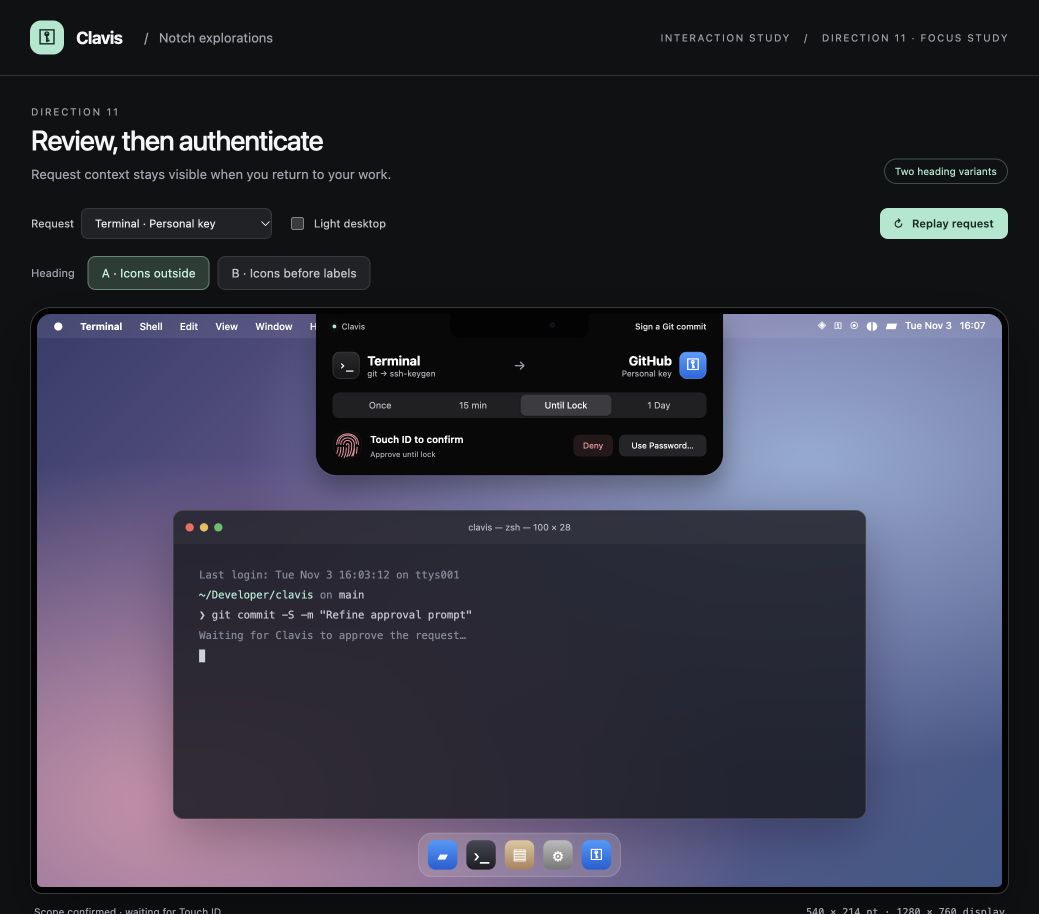 Clavis / Notch explorations
INTERACTION STUDY / DIRECTION 11 · FOCUS STUDY
DIRECTION 11
Review, then authenticate
Request context stays visible when you return to your work.
Two heading variants
Request Terminal · Personal key Light desktop
↻ Replay request
Heading A · Icons outside B · Icons before labels
Terminal Shell Edit View Window H
Clavis
Sign a Git commit
Tue Nov 3 16:07
Terminal → GitHub
git → ssh-keygen Personal key
Once 15 min Until Lock 1 Day
Touch ID to confirm
Approve until lock
Deny Use Password…
clavis — zsh — 100 × 28
Last login: Tue Nov 3 16:03:12 on ttys001
~/Developer/clavis on main
❯ git commit -S -m "Refine approval prompt"
Waiting for Clavis to approve the request…
Scope confirmed · waiting for Touch ID
540 × 214 pt · 1280 × 760 display